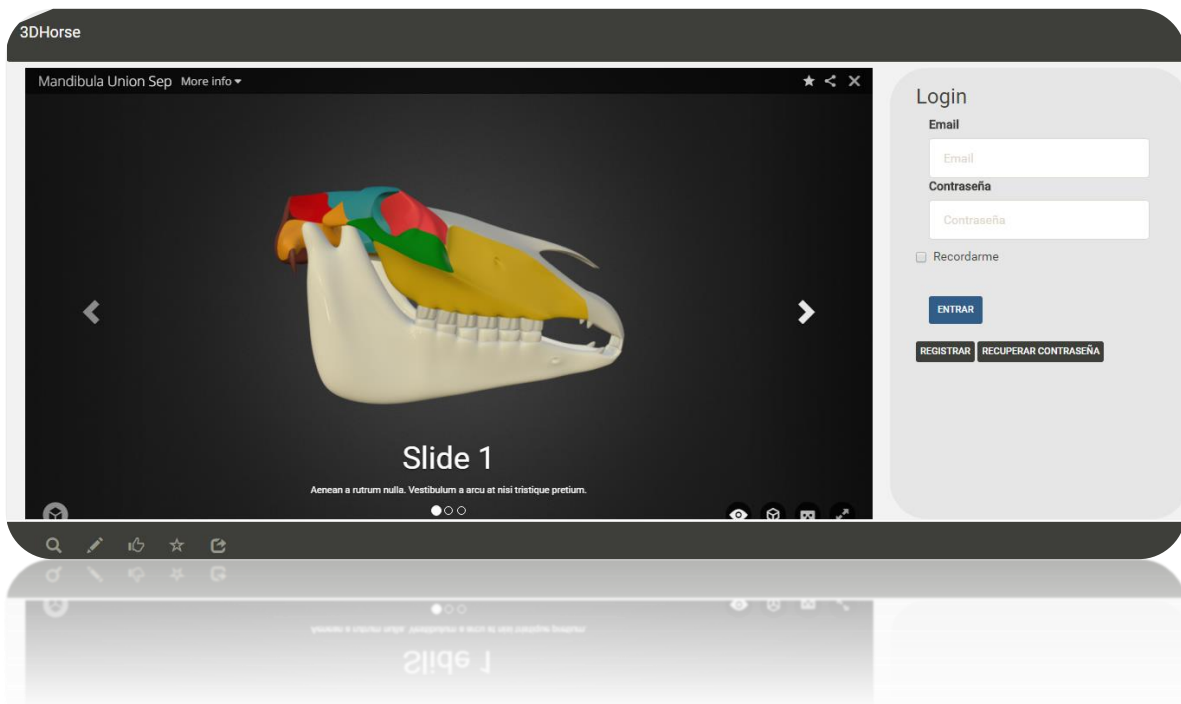 3DHorse
Mandibula Union Sep More info
Login
Email
Email
Contraseña
Contraseña
Recordarme
ENTRAR
REGISTRAR RECUPERAR CONTRASEÑA
Slide 1
Aenean a rutrum nulla. Vestibulum a arcu at nisi tristique pretium.